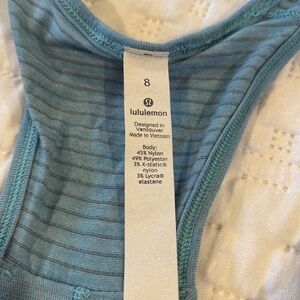 8
lululemon
Designed in
Vancouver
Made in Vietnam
Body:
45% Nylon
49% Polyester
3% X-static®
nylon
3% Lycra®
elastane